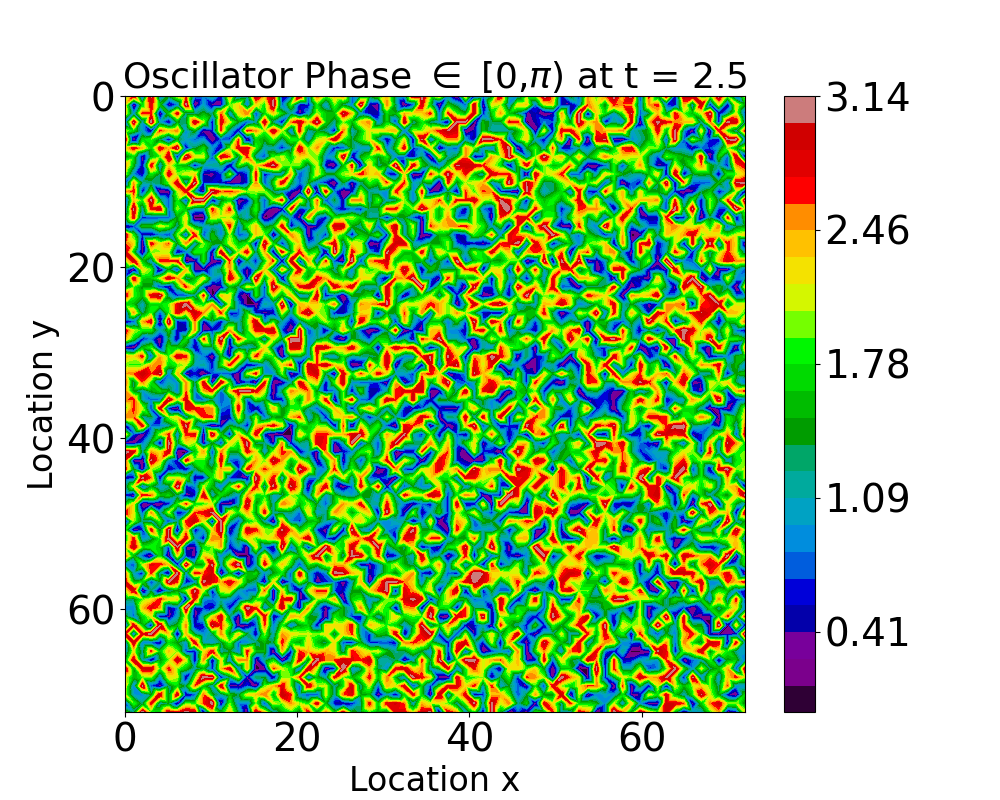 Oscillator Phase ∈ [0,π) at t = 2.5
0
20
40
60
Location y
0 20 40 60
Location x
3.14
2.46
1.78
1.09
0.41